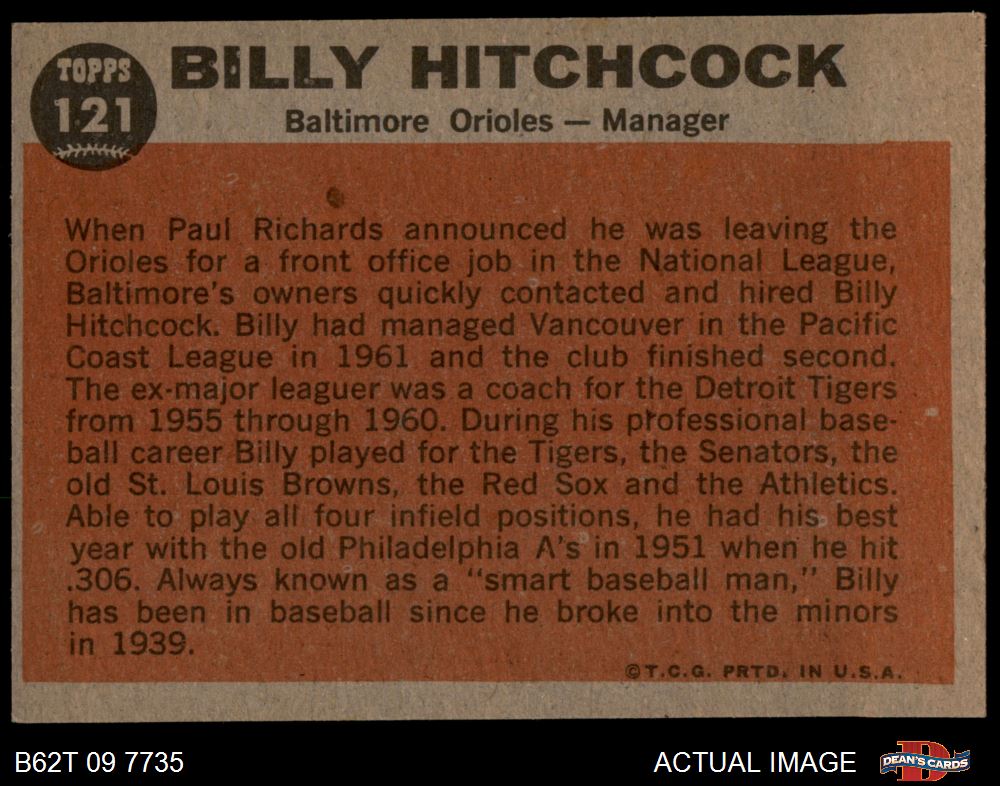 TOPPS
121
BILLY HITCHCOCK
Baltimore Orioles — Manager
When Paul Richards announced he was leaving the
Orioles for a front office job in the National League,
Baltimore's owners quickly contacted and hired Billy
Hitchcock. Billy had managed Vancouver in the Pacific
Coast League in 1961 and the club finished second.
The ex-major leaguer was a coach for the Detroit Tigers
from 1955 through 1960. During his professional base-
ball career Billy played for the Tigers, the Senators, the
old St. Louis Browns, the Red Sox and the Athletics.
Able to play all four infield positions, he had his best
year with the old Philadelphia A's in 1951 when he hit
.306. Always known as a "smart baseball man," Billy
has been in baseball since he broke into the minors
in 1939.
©T.C.G. PRTD. IN U.S.A.
B62T 09 7735
ACTUAL IMAGE
D
DEAN'S CARDS